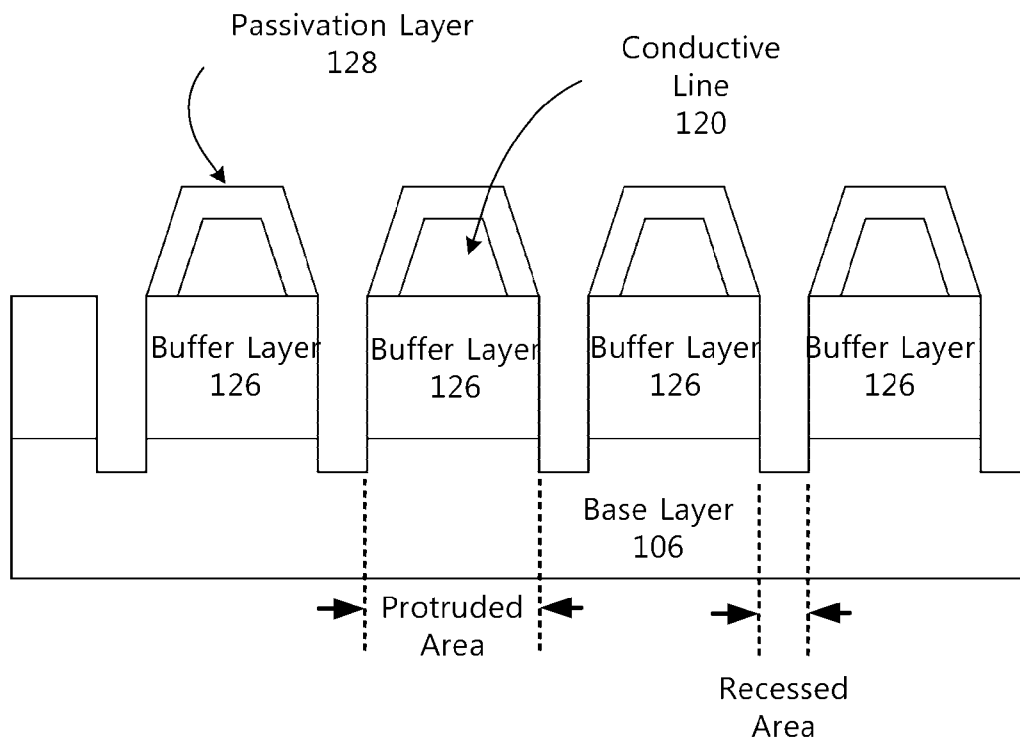 Passivation Layer
128
Conductive
Line
120
Buffer Layer
126
Buffer Layer
126
Buffer Layer
126
Buffer Layer
126
Base Layer
106
Protruded
Area
Recessed
Area